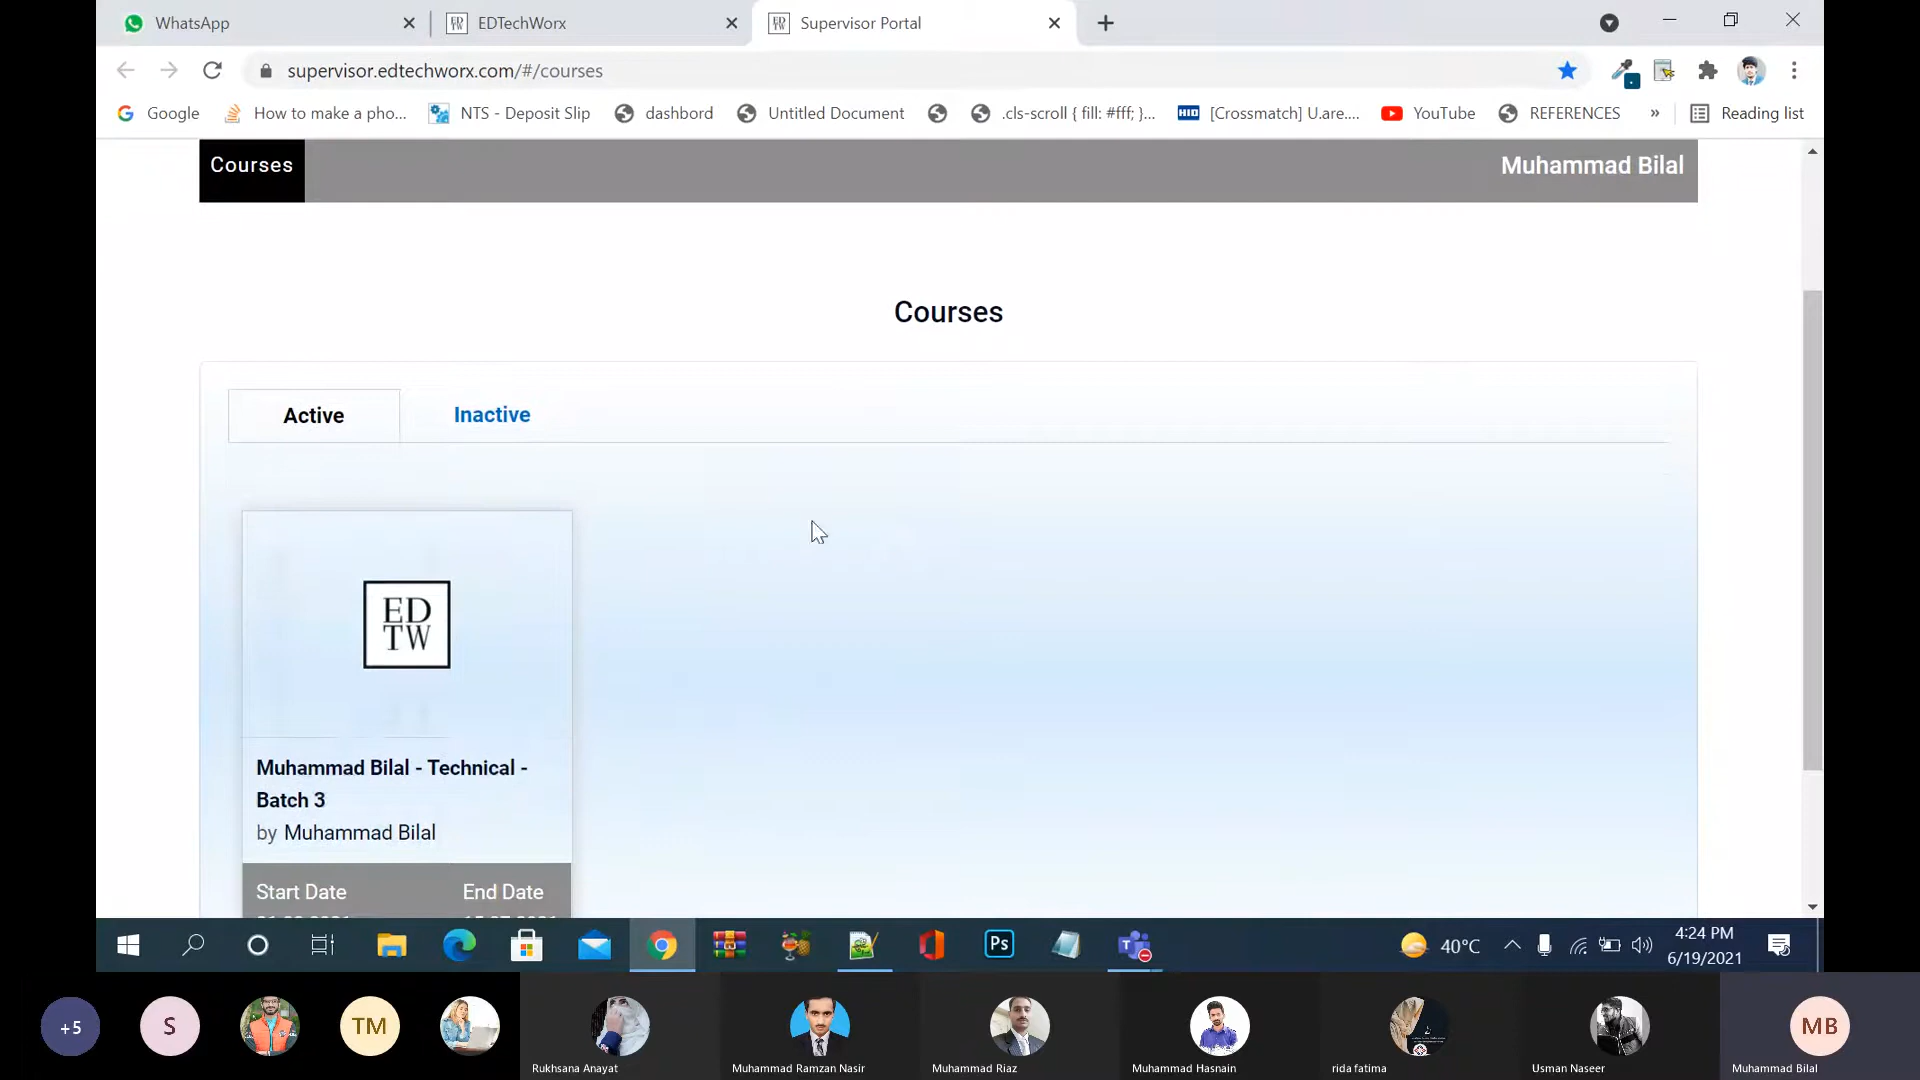 WhatsApp
EDTechWorx
Supervisor Portal
supervisor.edtechworx.com/#/courses
Google
How to make a pho...
NTS - Deposit Slip
dashbord
Untitled Document
.cls-scroll { fill: #fff; }...
HID
[Crossmatch] U.are....
YouTube
REFERENCES
»
Reading list
Courses
Muhammad Bilal
Courses
Active
Inactive
ED
TW
Muhammad Bilal - Technical -
Batch 3
by Muhammad Bilal
Start Date
End Date
Ps
40°C
4:24 PM
6/19/2021
+5
S
TM
MB
Rukhsana Anayat
Muhammad Ramzan Nasir
Muhammad Riaz
Muhammad Hasnain
rida fatima
Usman Naseer
Muhammad Bilal